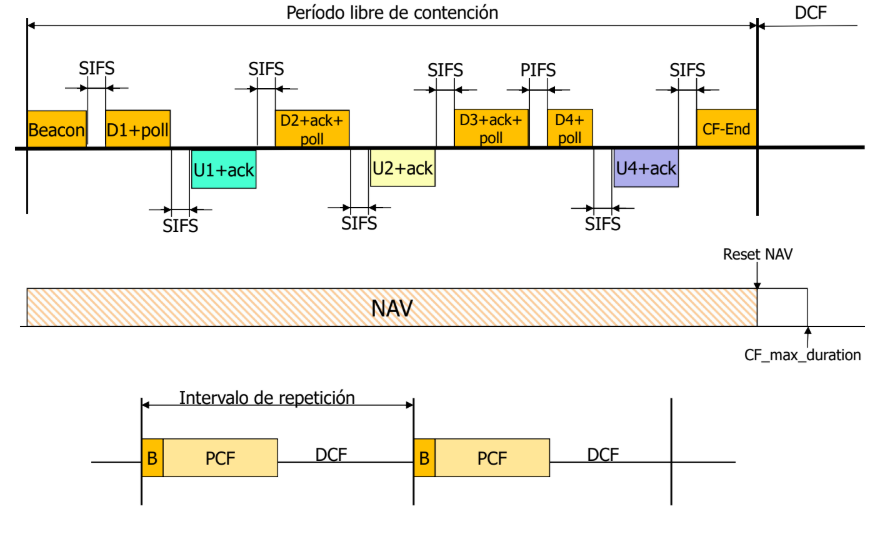 Período libre de contención
DCF
SIFS
SIFS
SIFS
PIFS
SIFS
Beacon
D1+poll
D2+ack+
poll
D3+ack+
poll
D4+
poll
CF-End
U1+ack
U2+ack
U4+ack
SIFS
SIFS
SIFS
Reset NAV
NAV
CF_max_duration
Intervalo de repetición
B
PCF
DCF
B
PCF
DCF